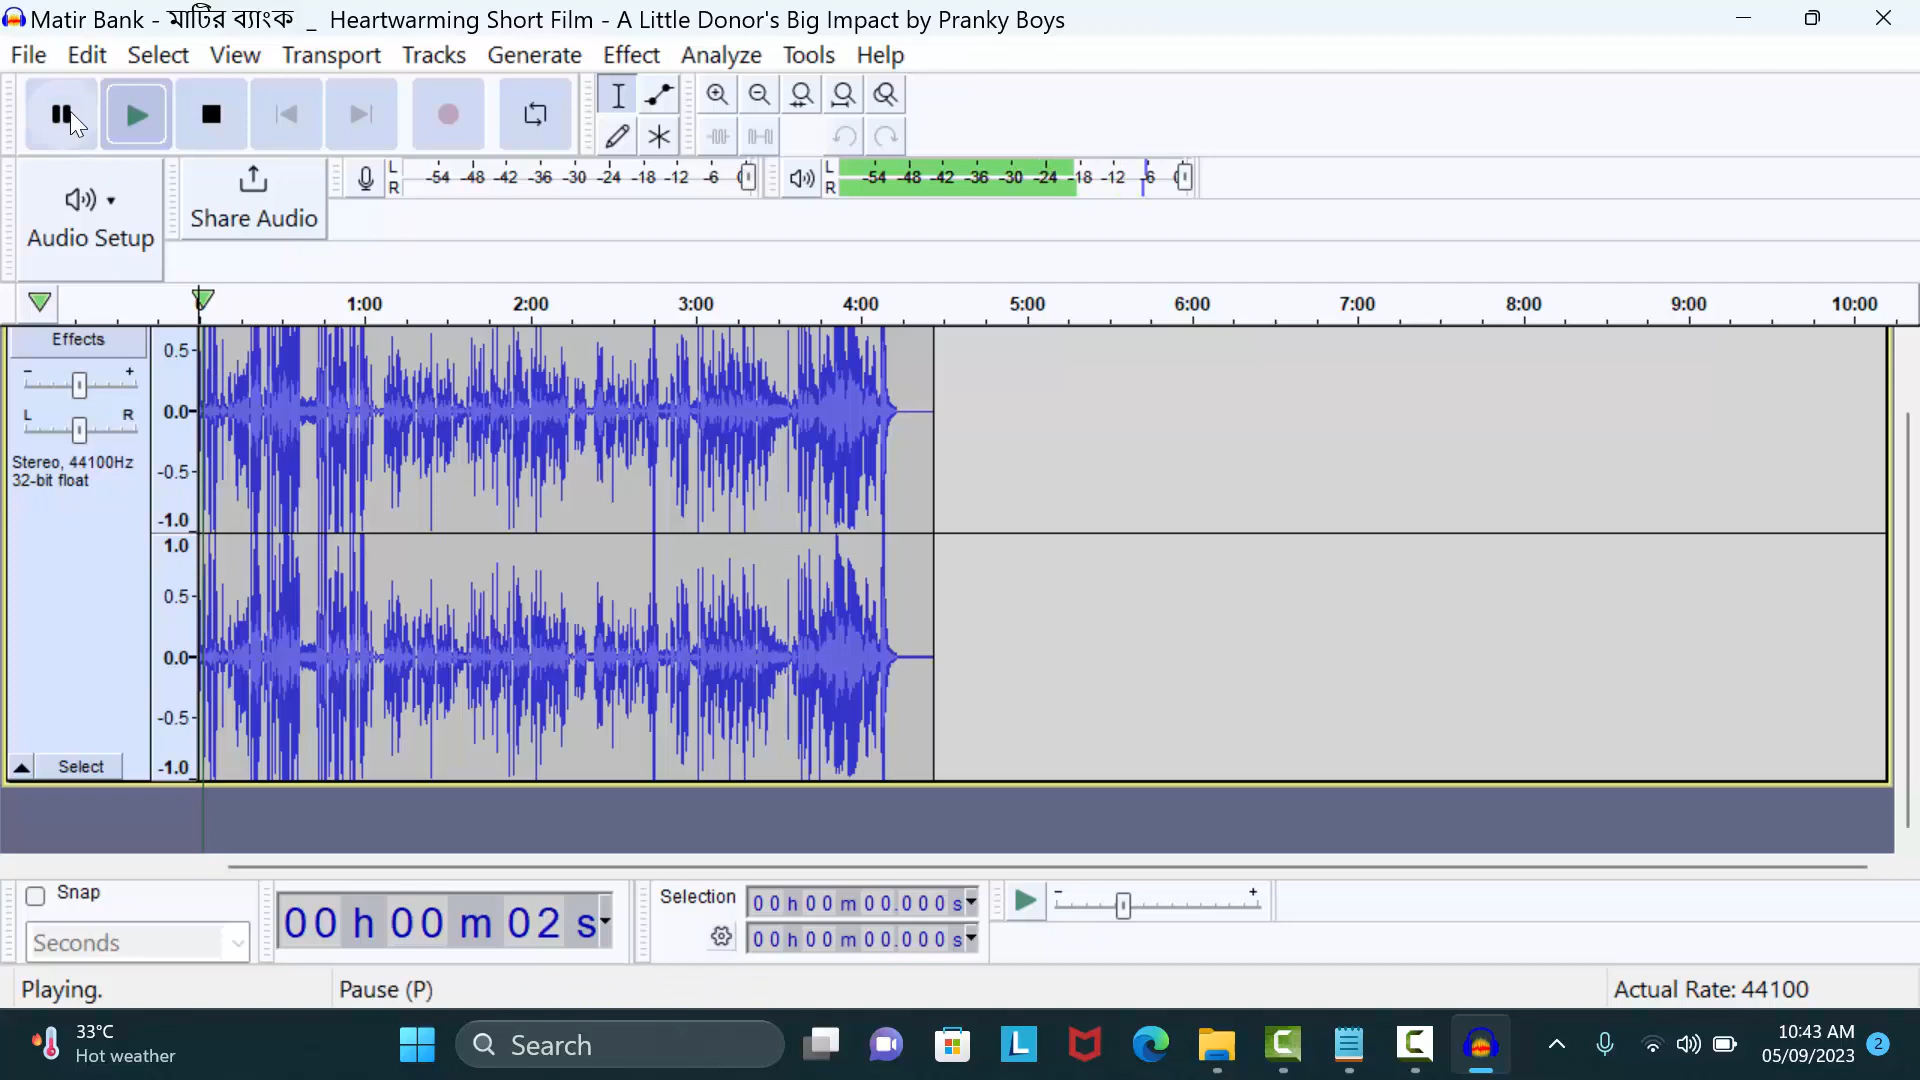 Matir Bank - মাটির ব্যাংক _ Heartwarming Short Film - A Little Donor's Big Impact by Pranky Boys
File Edit Select View Transport Tracks Generate Effect Analyze Tools Help
L
R
-54 -48 -42 -36 -30 -24 -18 -12 -6 0
L
R
-54 -48 -42 -36 -30 -24 -18 -12 -6 0
Audio Setup
Share Audio
0 1:00 2:00 3:00 4:00 5:00 6:00 7:00 8:00 9:00 10:00
Effects
- +
L R
Stereo, 44100Hz
32-bit float
Select
0.5
0.0
-0.5
-1.0
1.0
0.5
0.0
-0.5
-1.0
Snap
Seconds
00 h 00 m 02 s
Selection
00 h 00 m 00.000 s
00 h 00 m 00.000 s
- +
Playing.
Pause (P)
Actual Rate: 44100
33°C
Hot weather
Search
L
10:43 AM
05/09/2023
2